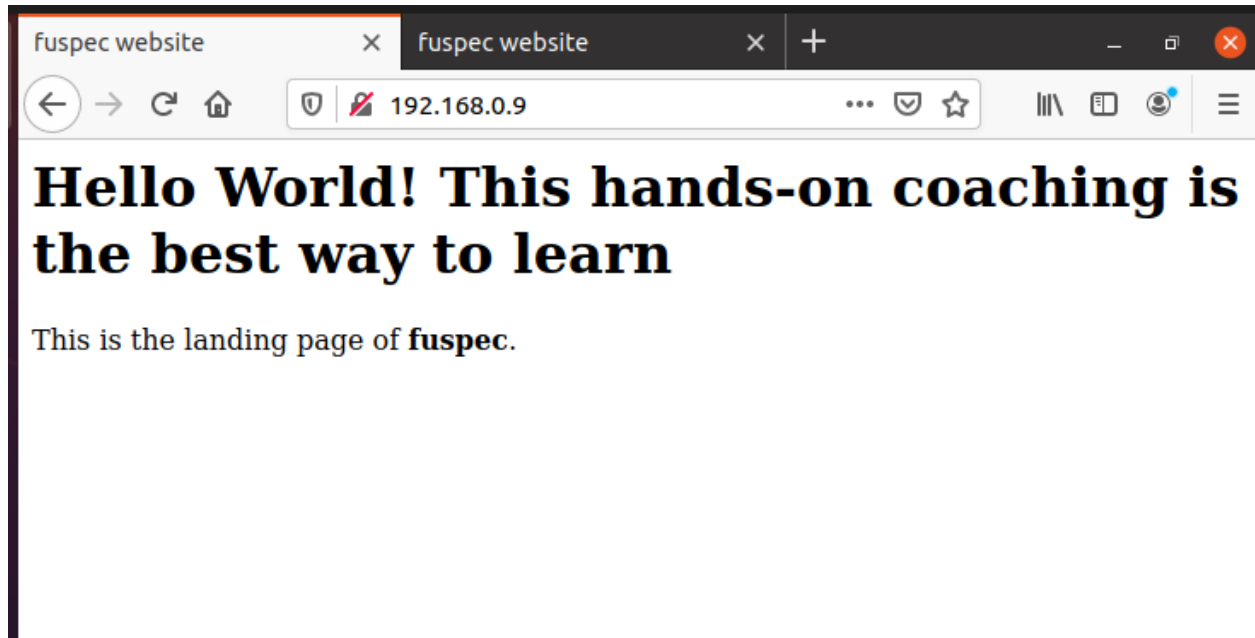 fuspec website
fuspec website
192.168.0.9
Hello World! This hands-on coaching is
the best way to learn
This is the landing page of fuspec.